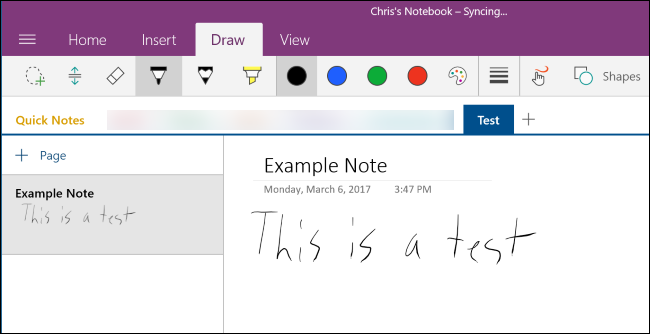 Chris's Notebook – Syncing...
Home Insert Draw View
Shapes
Quick Notes Test
Page
Example Note
This is a test
Example Note
Monday, March 6, 2017 3:47 PM
This is a test